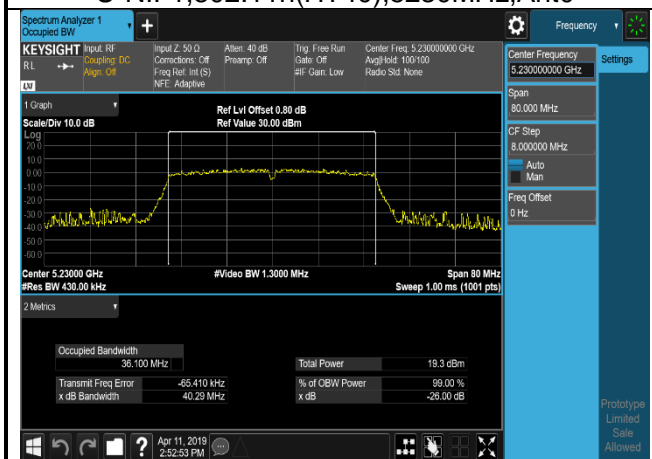 U-NII-1,802.11n(HT40),5230MHz,Ant0
Spectrum Analyzer 1
Occupied BW
+
Frequency
KEYSIGHT
RL
LXI
Input: RF
Coupling: DC
Align: Off
Input Z: 50 Ω
Corrections: Off
Freq Ref: Int (S)
NFE: Adaptive
Atten: 40 dB
Preamp: Off
Trig: Free Run
Gate: Off
#IF Gain: Low
Center Freq: 5.230000000 GHz
Avg|Hold: 100/100
Radio Std: None
Center Frequency
5.230000000 GHz
Settings
Span
80.000 MHz
CF Step
8.000000 MHz
Auto
Man
Freq Offset
0 Hz
1 Graph
Scale/Div 10.0 dB
Ref Lvl Offset 0.80 dB
Ref Value 30.00 dBm
Log
20.0
10.0
0.00
-10.0
-20.0
-30.0
-40.0
-50.0
-60.0
Center 5.23000 GHz
#Video BW 1.3000 MHz
Span 80 MHz
#Res BW 430.00 kHz
Sweep 1.00 ms (1001 pts)
2 Metrics
Occupied Bandwidth
36.100 MHz
Total Power 19.3 dBm
Transmit Freq Error -65.410 kHz
% of OBW Power 99.00 %
x dB Bandwidth 40.29 MHz
x dB -26.00 dB
Prototype
Limited
Sale
Allowed
?
Apr 11, 2019
2:52:53 PM